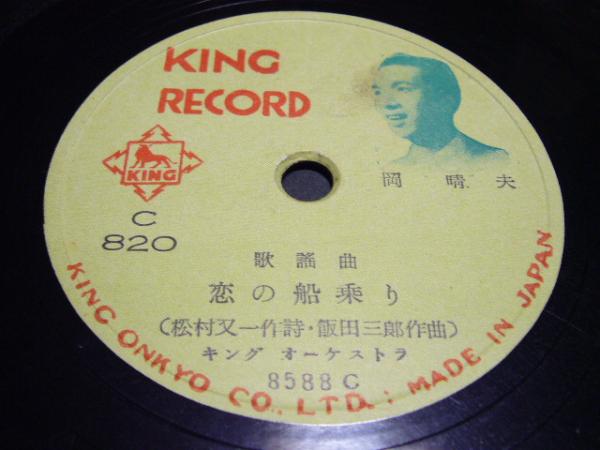 KING
RECORD
KING
C
820
岡晴夫
歌謡曲
恋の船乗り
(松村又一作詩・飯田三郎作曲)
キング オーケストラ
8588 C
KING ONKYO CO., LTD.: MADE IN JAPAN